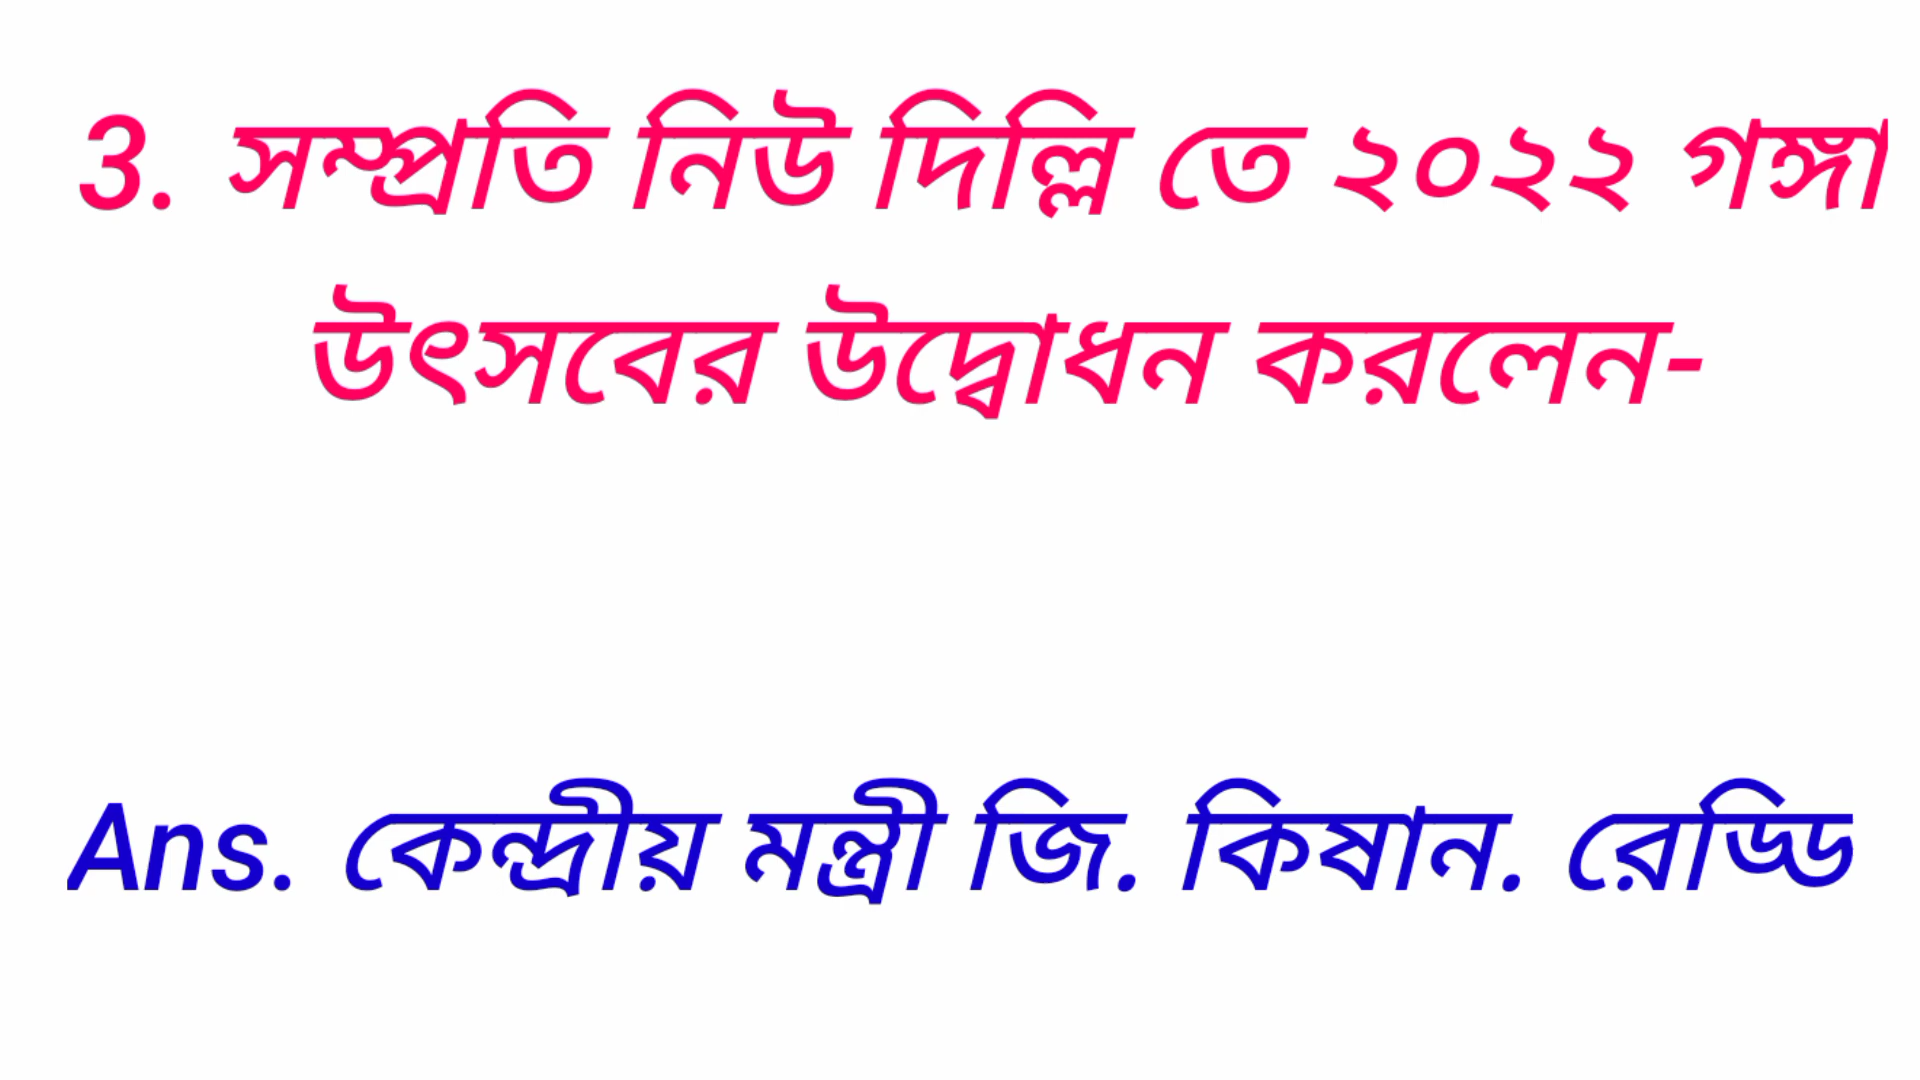 3. সম্প্রতি নিউ দিল্লি তে ২০২২ গঙ্গা
উৎসবের উদ্বোধন করলেন-
Ans. কেন্দ্রীয় মন্ত্রী জি. কিষান. রেড্ডি